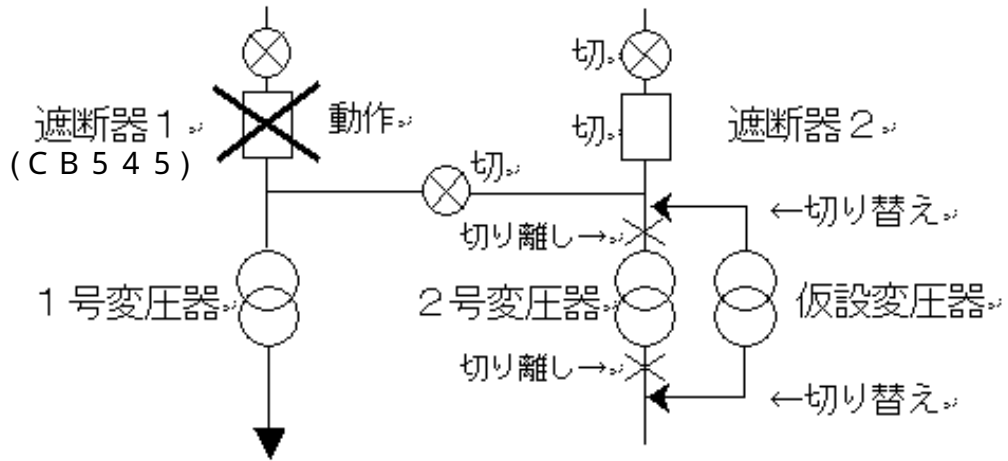 切
切
遮断器１
(ＣＢ５４５)
動作
遮断器２
切
切り離し→
←切り替え
１号変圧器
２号変圧器
仮設変圧器
切り離し→
←切り替え